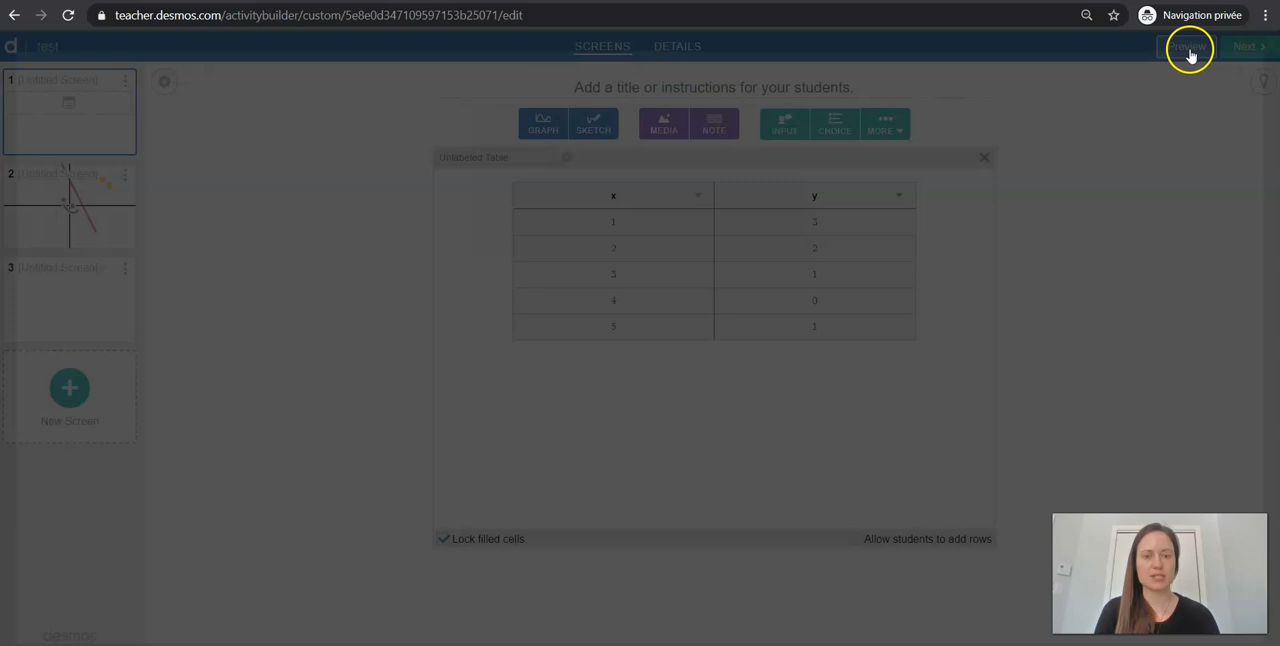 teacher.desmos.com/activitybuilder/custom/5e8e0d347109597153b25071/edit
Navigation privée
d test
SCREENS DETAILS
Preview
Next >
1 [Untitled Screen]
Add a title or instructions for your students.
GRAPH SKETCH MEDIA NOTE INPUT CHOICE MORE
Unlabeled Table
2 [Untitled Screen]
x y
1 3
2 2
3 1
4 0
5 1
3 [Untitled Screen]
New Screen
Lock filled cells
Allow students to add rows
desmos